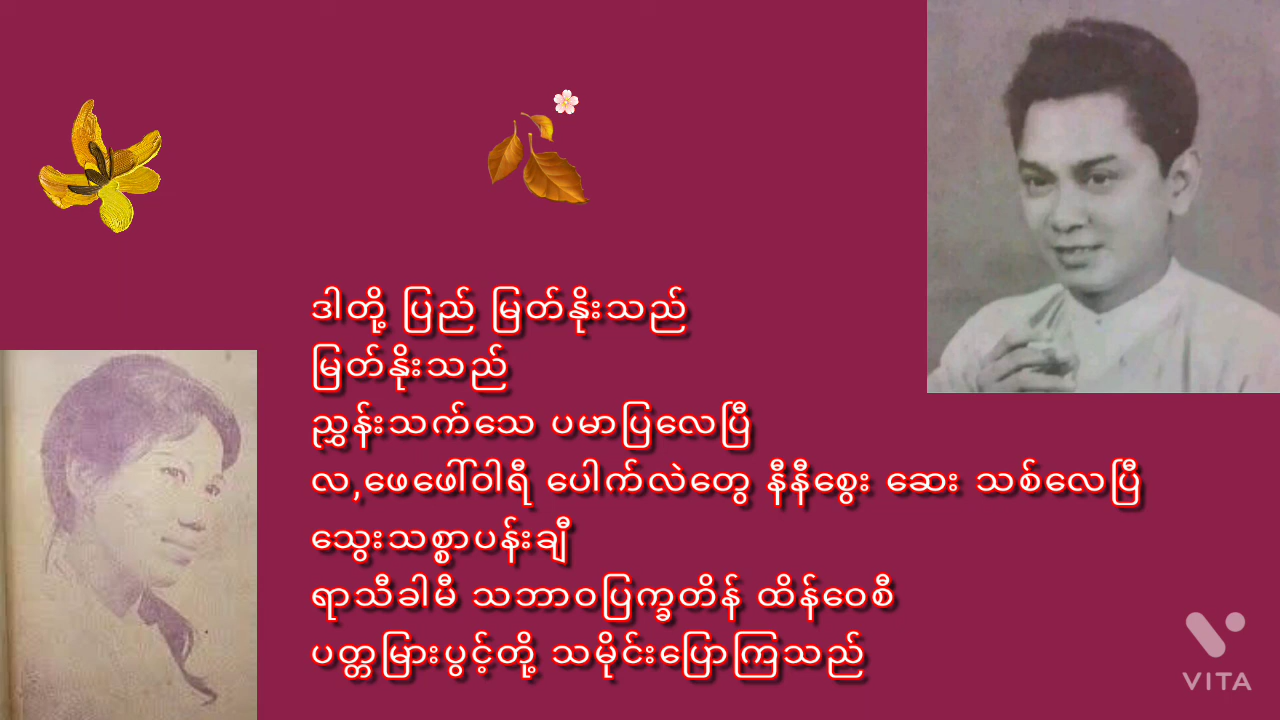 ဒါတို့ ပြည် မြတ်နိုးသည်
မြတ်နိုးသည်
ညွှန်းသက်သေ ပမာပြလေပြီ
လ,ဖေဖေါ်ဝါရီ ပေါက်လဲတွေ နီနီစွေး ဆေး သစ်လေပြီ
သွေးသစ္စာပန်းချီ
ရာသီခါမီ သဘာဝပြက္ခတိန် ထိန်ဝေစီ
ပတ္တမြားပွင့်တို့ သမိုင်းပြောကြသည်
VITA